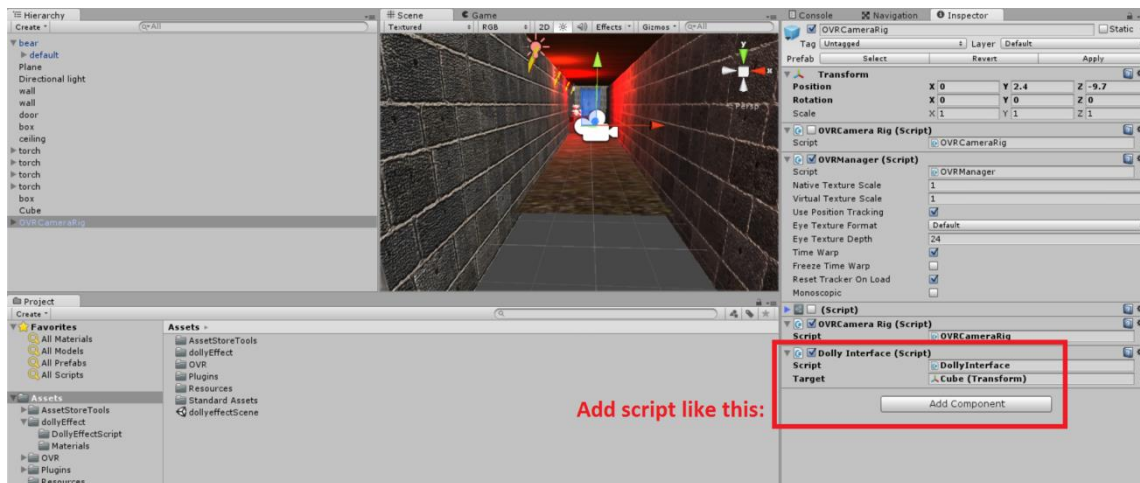 Hierarchy
Create
All
bear
default
Plane
Directional light
wall
wall
door
box
ceiling
torch
torch
torch
torch
box
Cube
OVRCameraRig
Scene
Game
Textured
RGB
2D
Effects
Gizmos
All
y
x
Persp
Console
Navigation
Inspector
OVRCameraRig
Static
Tag Untagged
Layer Default
Prefab Select Revert Apply
Transform
Position X 0 Y 2.4 Z -9.7
Rotation X 0 Y 0 Z 0
Scale X 1 Y 1 Z 1
OVRCamera Rig (Script)
Script OVRCameraRig
OVRManager (Script)
Script OVRManager
Native Texture Scale 1
Virtual Texture Scale 1
Use Position Tracking
Eye Texture Format Default
Eye Texture Depth 24
Time Warp
Freeze Time Warp
Reset Tracker On Load
Monoscopic
(Script)
OVRCamera Rig (Script)
Script OVRCameraRig
Dolly Interface (Script)
Script DollyInterface
Target Cube (Transform)
Add Component
Add script like this:
Project
Create
Favorites
All Materials
All Models
All Prefabs
All Scripts
Assets
AssetStoreTools
dollyEffect
DollyEffectScript
Materials
OVR
Plugins
Resources
Assets
AssetStoreTools
dollyEffect
OVR
Plugins
Resources
Standard Assets
dollyeffectScene